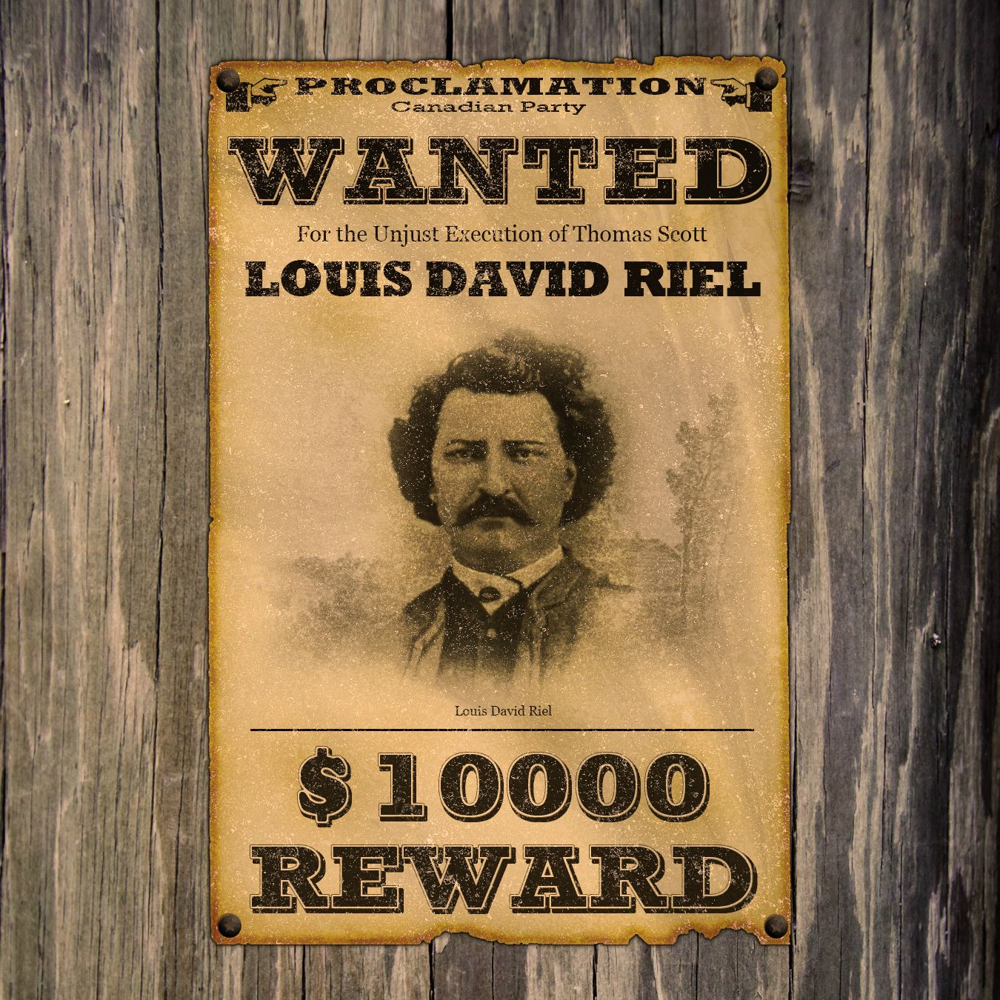 PROCLAMATION
Canadian Party
WANTED
For the Unjust Execution of Thomas Scott
LOUIS DAVID RIEL
Louis David Riel
$ 10000
REWARD